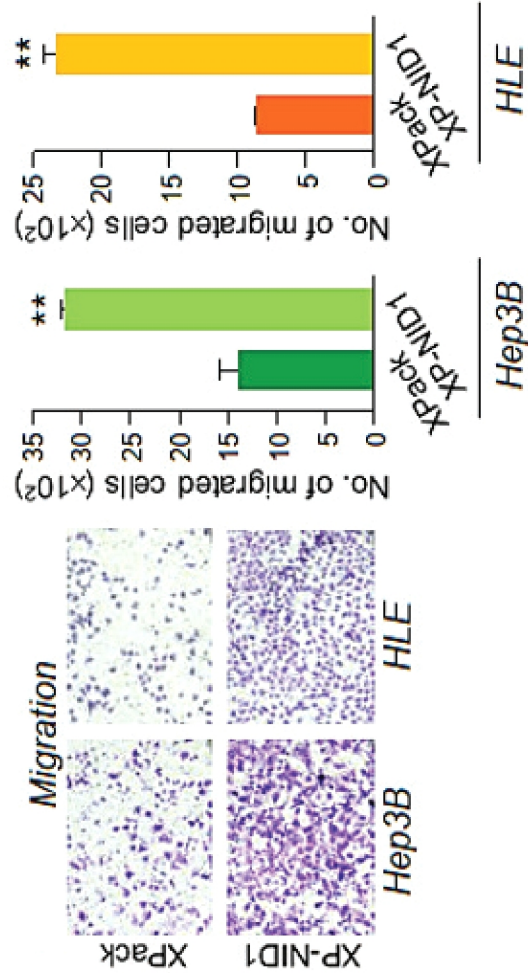 Migration
XPack
XP-NID1
Hep3B
HLE
No. of migrated cells (x10²)
35
30
25
20
15
10
5
0
**
XPack
XP-NID1
Hep3B
No. of migrated cells (x10²)
25
20
15
10
5
0
**
XPack
XP-NID1
HLE